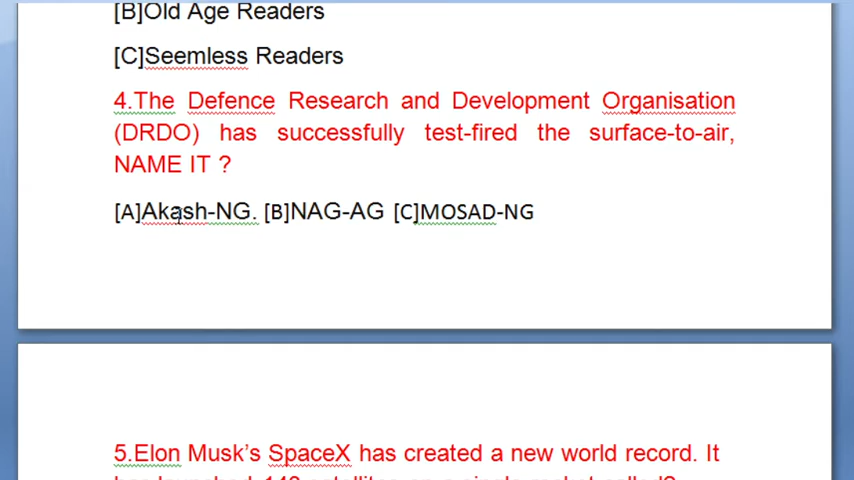 [B]Old Age Readers
[C]Seemless Readers
4.The Defence Research and Development Organisation
(DRDO) has successfully test-fired the surface-to-air,
NAME IT ?
[A]Akash-NG. [B]NAG-AG [C]MOSAD-NG
5.Elon Musk’s SpaceX has created a new world record. It